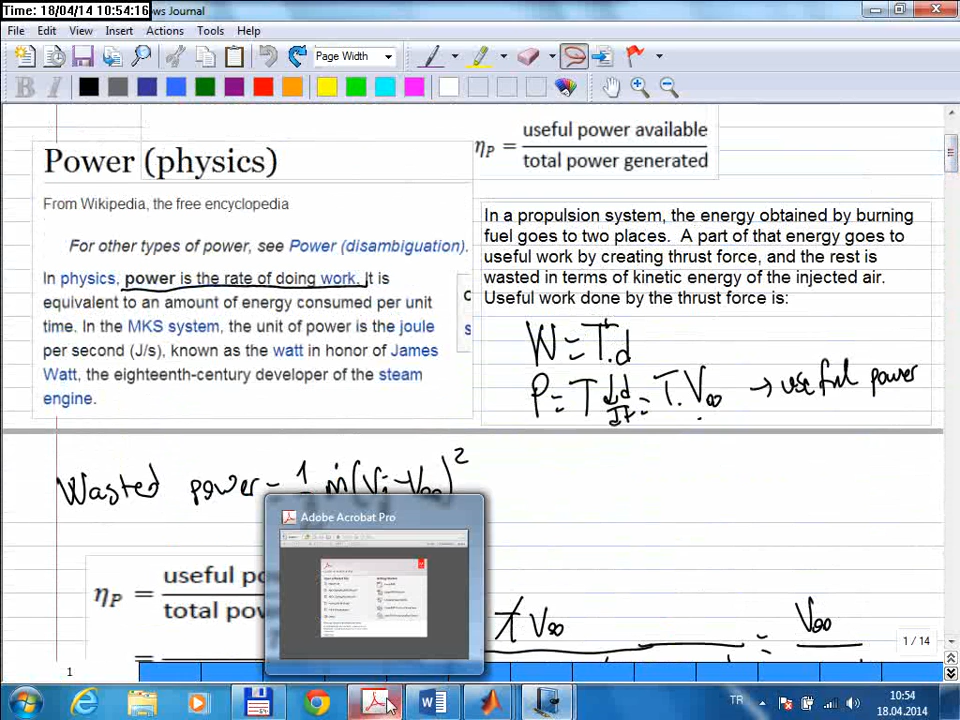 Time: 18/04/14 10:54:16
ws Journal
File Edit View Insert Actions Tools Help
Page Width
B I
Power (physics)
From Wikipedia, the free encyclopedia
For other types of power, see Power (disambiguation).
In physics, power is the rate of doing work. It is
equivalent to an amount of energy consumed per unit
time. In the MKS system, the unit of power is the joule
per second (J/s), known as the watt in honor of James
Watt, the eighteenth-century developer of the steam
engine.
ηP = useful power available
total power generated
In a propulsion system, the energy obtained by burning
fuel goes to two places. A part of that energy goes to
useful work by creating thrust force, and the rest is
wasted in terms of kinetic energy of the injected air.
Useful work done by the thrust force is:
W = T.d
P = T dd/dt = T.V∞ → useful power
Wasted power = 1 ṁ(Vj-V∞)²
Adobe Acrobat Pro
ηP = useful po
total pow
=
T V∞ = V∞
1 / 14
1
TR 10:54
18.04.2014